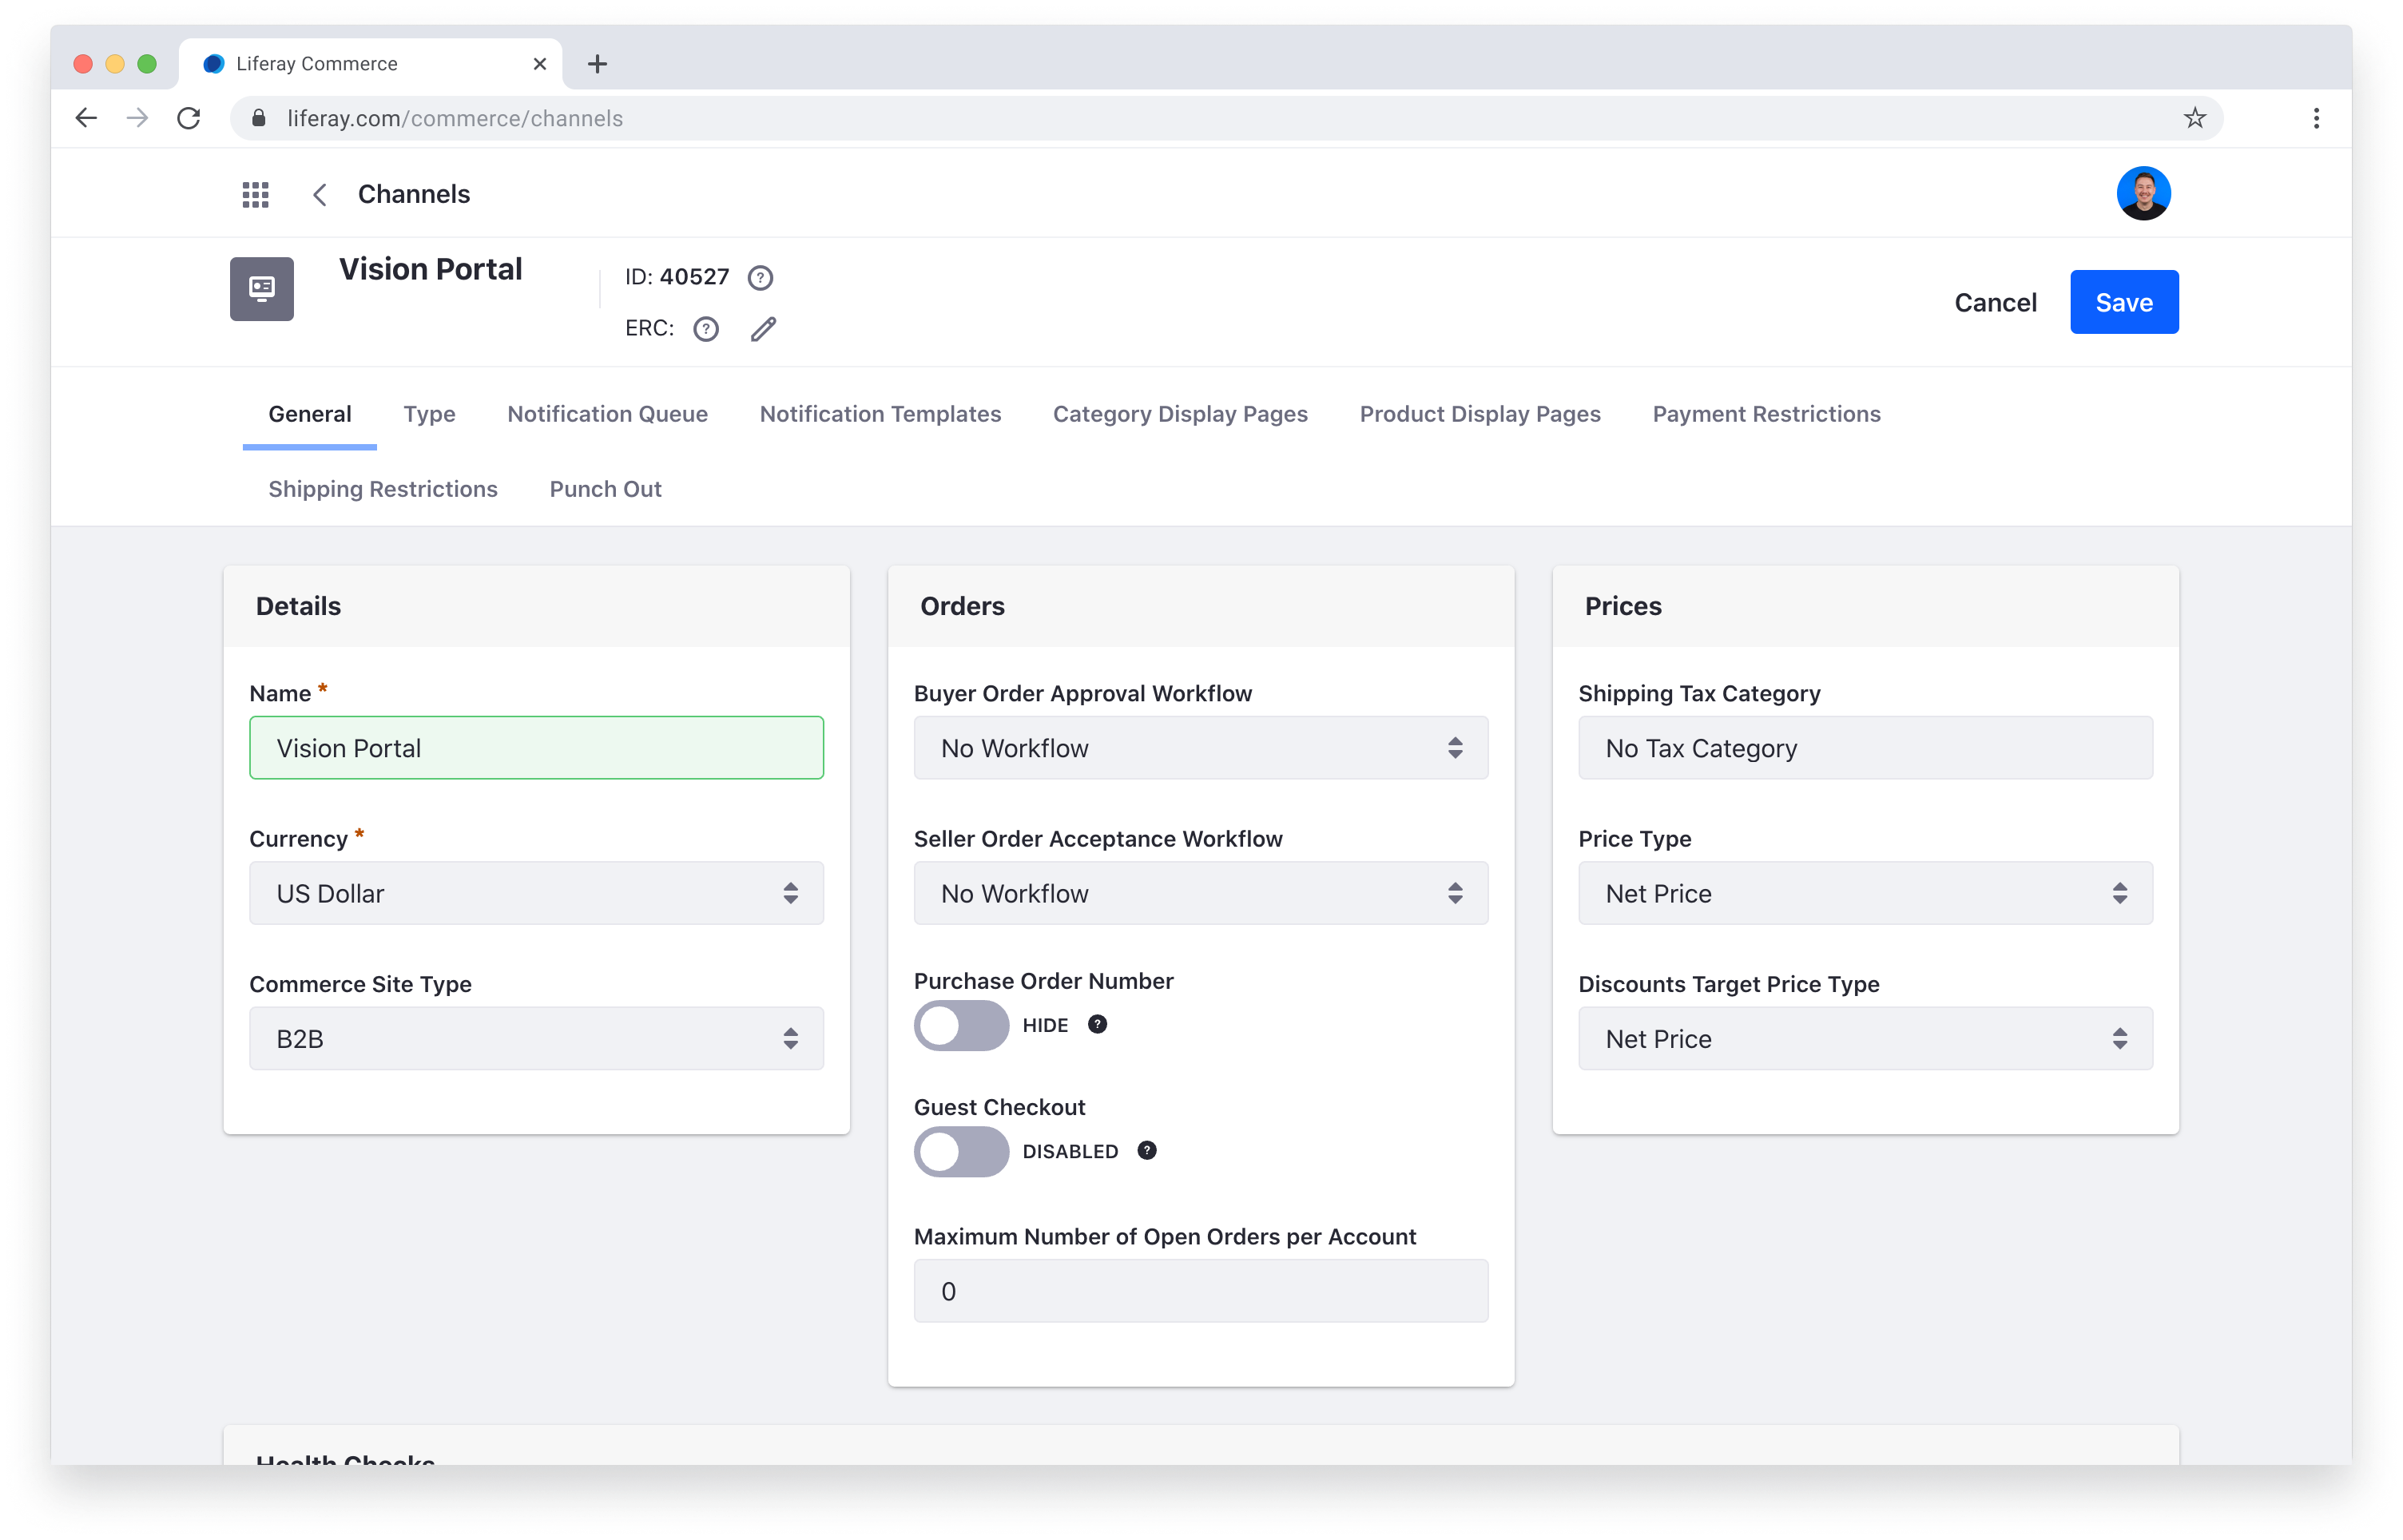 Liferay Commerce
liferay.com/commerce/channels
Channels
Vision Portal
ID: 40527
ERC:
Cancel
Save
General
Type
Notification Queue
Notification Templates
Category Display Pages
Product Display Pages
Payment Restrictions
Shipping Restrictions
Punch Out
Details
Name *
Vision Portal
Currency *
US Dollar
Commerce Site Type
B2B
Orders
Buyer Order Approval Workflow
No Workflow
Seller Order Acceptance Workflow
No Workflow
Purchase Order Number
HIDE
Guest Checkout
DISABLED
Maximum Number of Open Orders per Account
0
Prices
Shipping Tax Category
No Tax Category
Price Type
Net Price
Discounts Target Price Type
Net Price
Health Checks